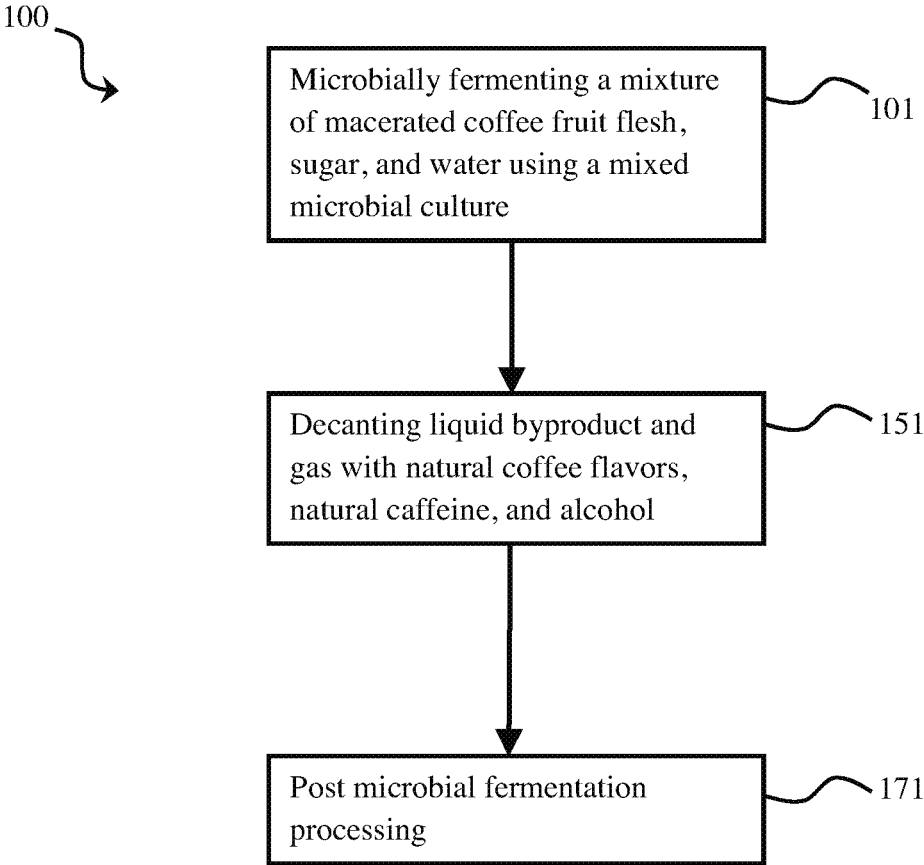 100
Microbially fermenting a mixture
of macerated coffee fruit flesh,
sugar, and water using a mixed
microbial culture
101
Decanting liquid byproduct and
gas with natural coffee flavors,
natural caffeine, and alcohol
151
Post microbial fermentation
processing
171